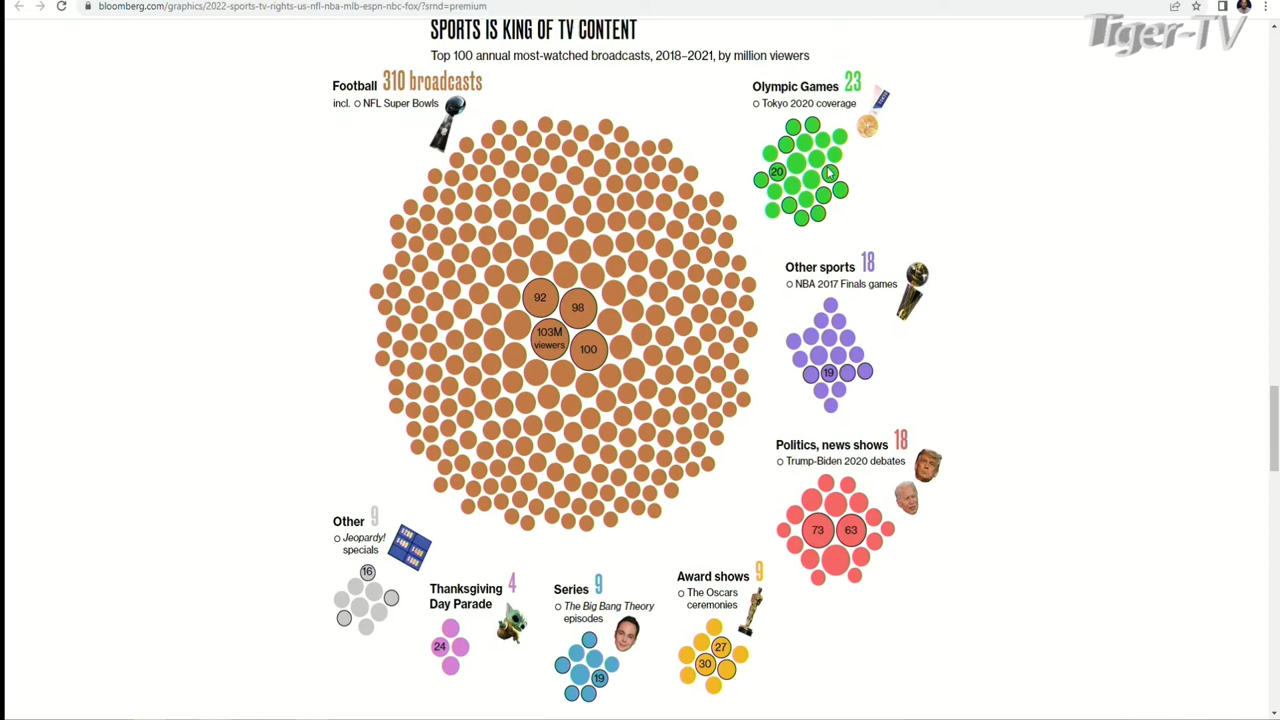 bloomberg.com/graphics/2022-sports-tv-rights-us-nfl-nba-mlb-espn-nbc-fox/?srnd=premium
Tiger-TV
SPORTS IS KING OF TV CONTENT
Top 100 annual most-watched broadcasts, 2018–2021, by million viewers
Football 310 broadcasts
incl. NFL Super Bowls
92
98
103M
viewers
100
Olympic Games 23
Tokyo 2020 coverage
20
Other sports 18
NBA 2017 Finals games
19
Politics, news shows 18
Trump-Biden 2020 debates
73
63
Other 9
Jeopardy!
specials
16
Thanksgiving 4
Day Parade
24
Series 9
The Big Bang Theory
episodes
19
Award shows 9
The Oscars
ceremonies
27
30